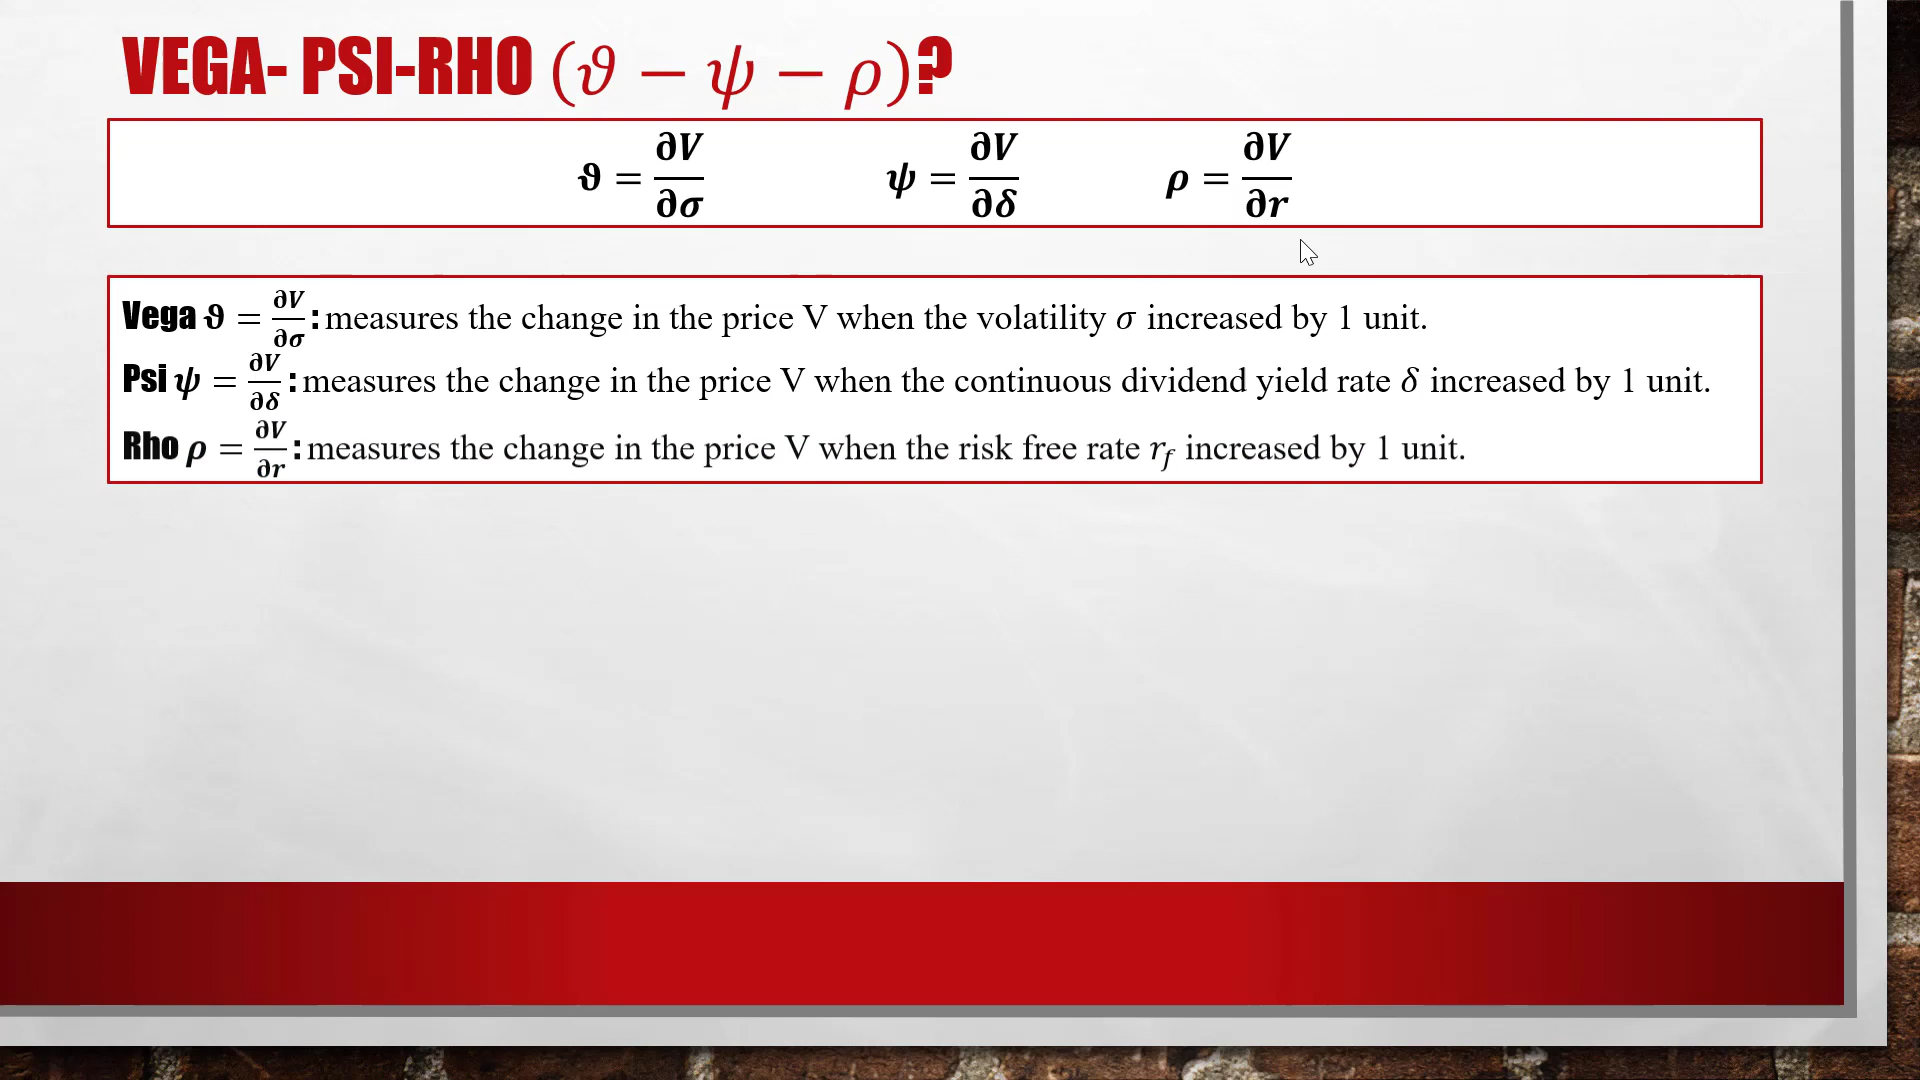 VEGA- PSI-RHO (ϑ − ψ − ρ)?
ϑ = ∂V/∂σ ψ = ∂V/∂δ ρ = ∂V/∂r
Vega ϑ = ∂V/∂σ : measures the change in the price V when the volatility σ increased by 1 unit.
Psi ψ = ∂V/∂δ : measures the change in the price V when the continuous dividend yield rate δ increased by 1 unit.
Rho ρ = ∂V/∂r : measures the change in the price V when the risk free rate r_f increased by 1 unit.